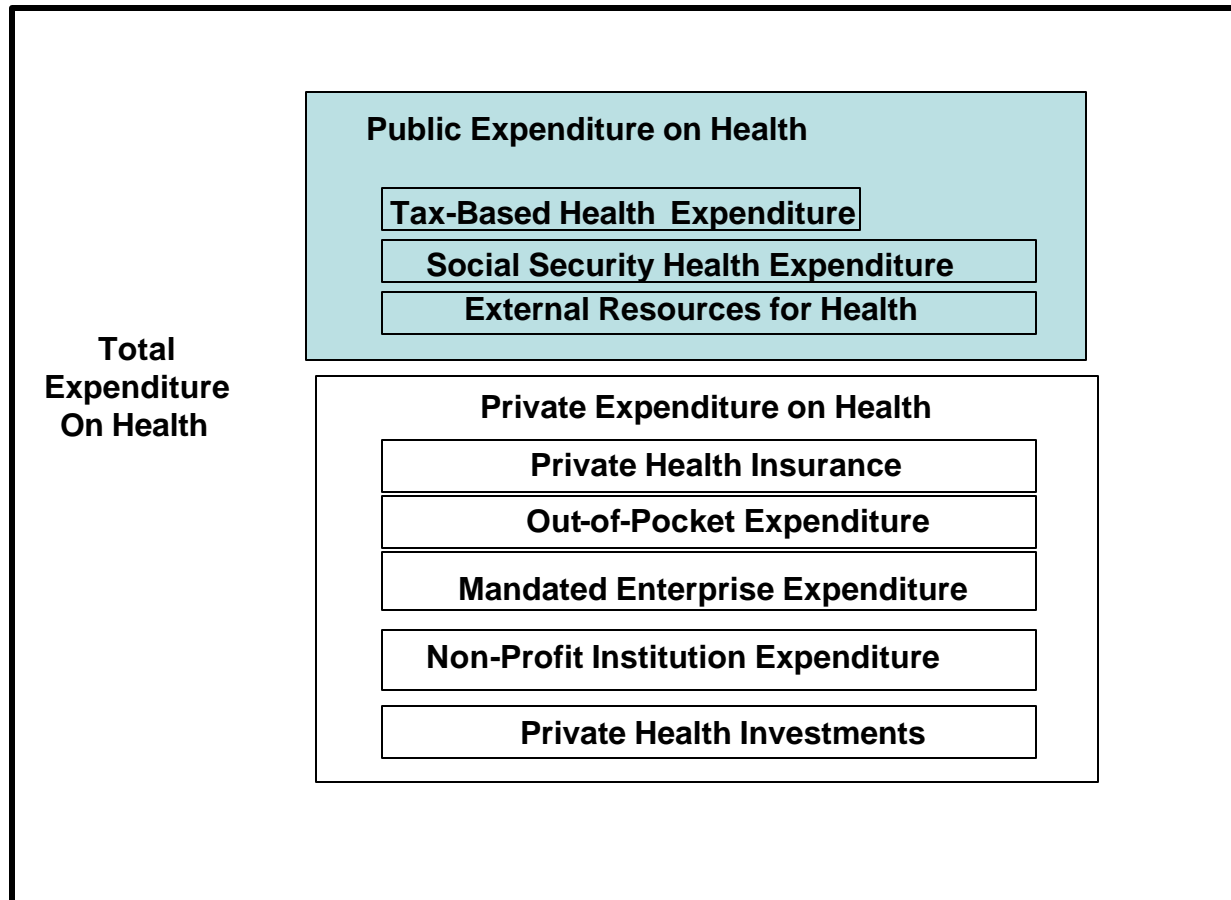 Public Expenditure on Health
Tax-Based Health Expenditure
Social Security Health Expenditure
External Resources for Health
Total
Expenditure
On Health
Private Expenditure on Health
Private Health Insurance
Out-of-Pocket Expenditure
Mandated Enterprise Expenditure
Non-Profit Institution Expenditure
Private Health Investments